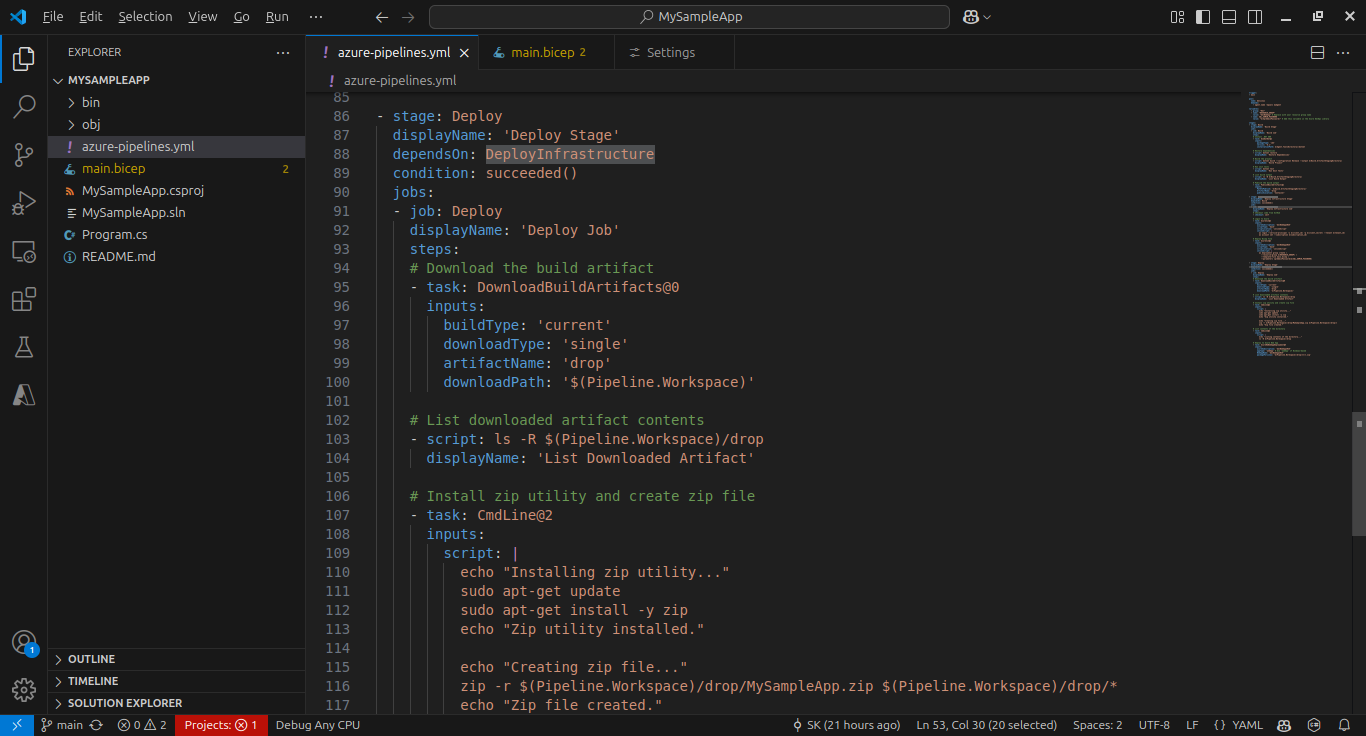 File Edit Selection View Go Run ⋯ MySampleApp
EXPLORER
MYSAMPLEAPP
bin
obj
azure-pipelines.yml
main.bicep 2
MySampleApp.csproj
MySampleApp.sln
Program.cs
README.md
OUTLINE
TIMELINE
SOLUTION EXPLORER
azure-pipelines.yml main.bicep 2 Settings
azure-pipelines.yml
85
86 - stage: Deploy
87 displayName: 'Deploy Stage'
88 dependsOn: DeployInfrastructure
89 condition: succeeded()
90 jobs:
91 - job: Deploy
92 displayName: 'Deploy Job'
93 steps:
94 # Download the build artifact
95 - task: DownloadBuildArtifacts@0
96 inputs:
97 buildType: 'current'
98 downloadType: 'single'
99 artifactName: 'drop'
100 downloadPath: '$(Pipeline.Workspace)'
101
102 # List downloaded artifact contents
103 - script: ls -R $(Pipeline.Workspace)/drop
104 displayName: 'List Downloaded Artifact'
105
106 # Install zip utility and create zip file
107 - task: CmdLine@2
108 inputs:
109 script: |
110 echo "Installing zip utility..."
111 sudo apt-get update
112 sudo apt-get install -y zip
113 echo "Zip utility installed."
114
115 echo "Creating zip file..."
116 zip -r $(Pipeline.Workspace)/drop/MySampleApp.zip $(Pipeline.Workspace)/drop/*
117 echo "Zip file created."
1
main 0 2 Projects: 1 Debug Any CPU SK (21 hours ago) Ln 53, Col 30 (20 selected) Spaces: 2 UTF-8 LF {} YAML